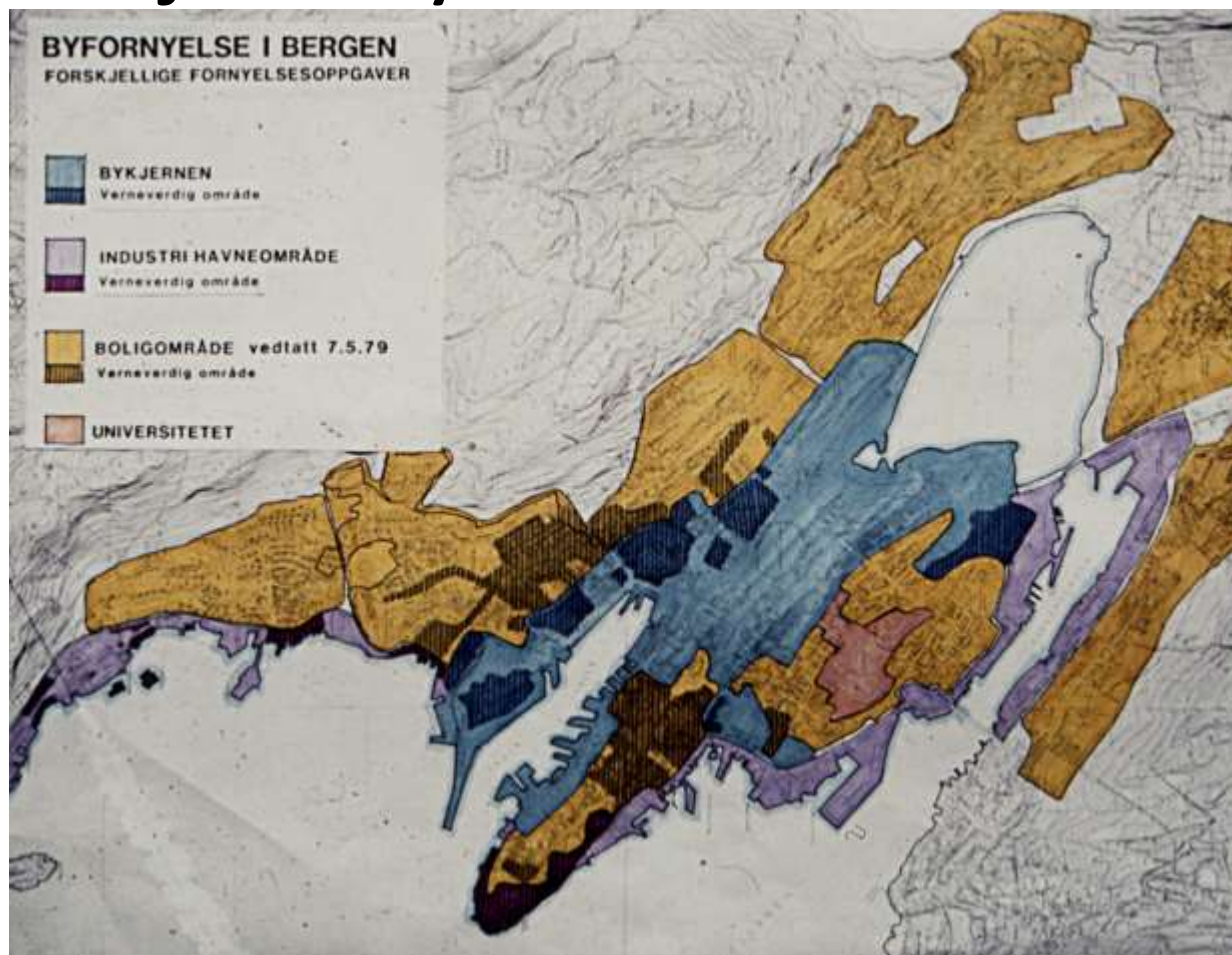 BYFORNYELSE I BERGEN
FORSKJELLIGE FORNYELSESOPPGAVER
BYKJERNEN
Verneverdig område
INDUSTRI HAVNEOMRÅDE
Verneverdig område
BOLIGOMRÅDE vedtatt 7.5.79
Verneverdig område
UNIVERSITETET